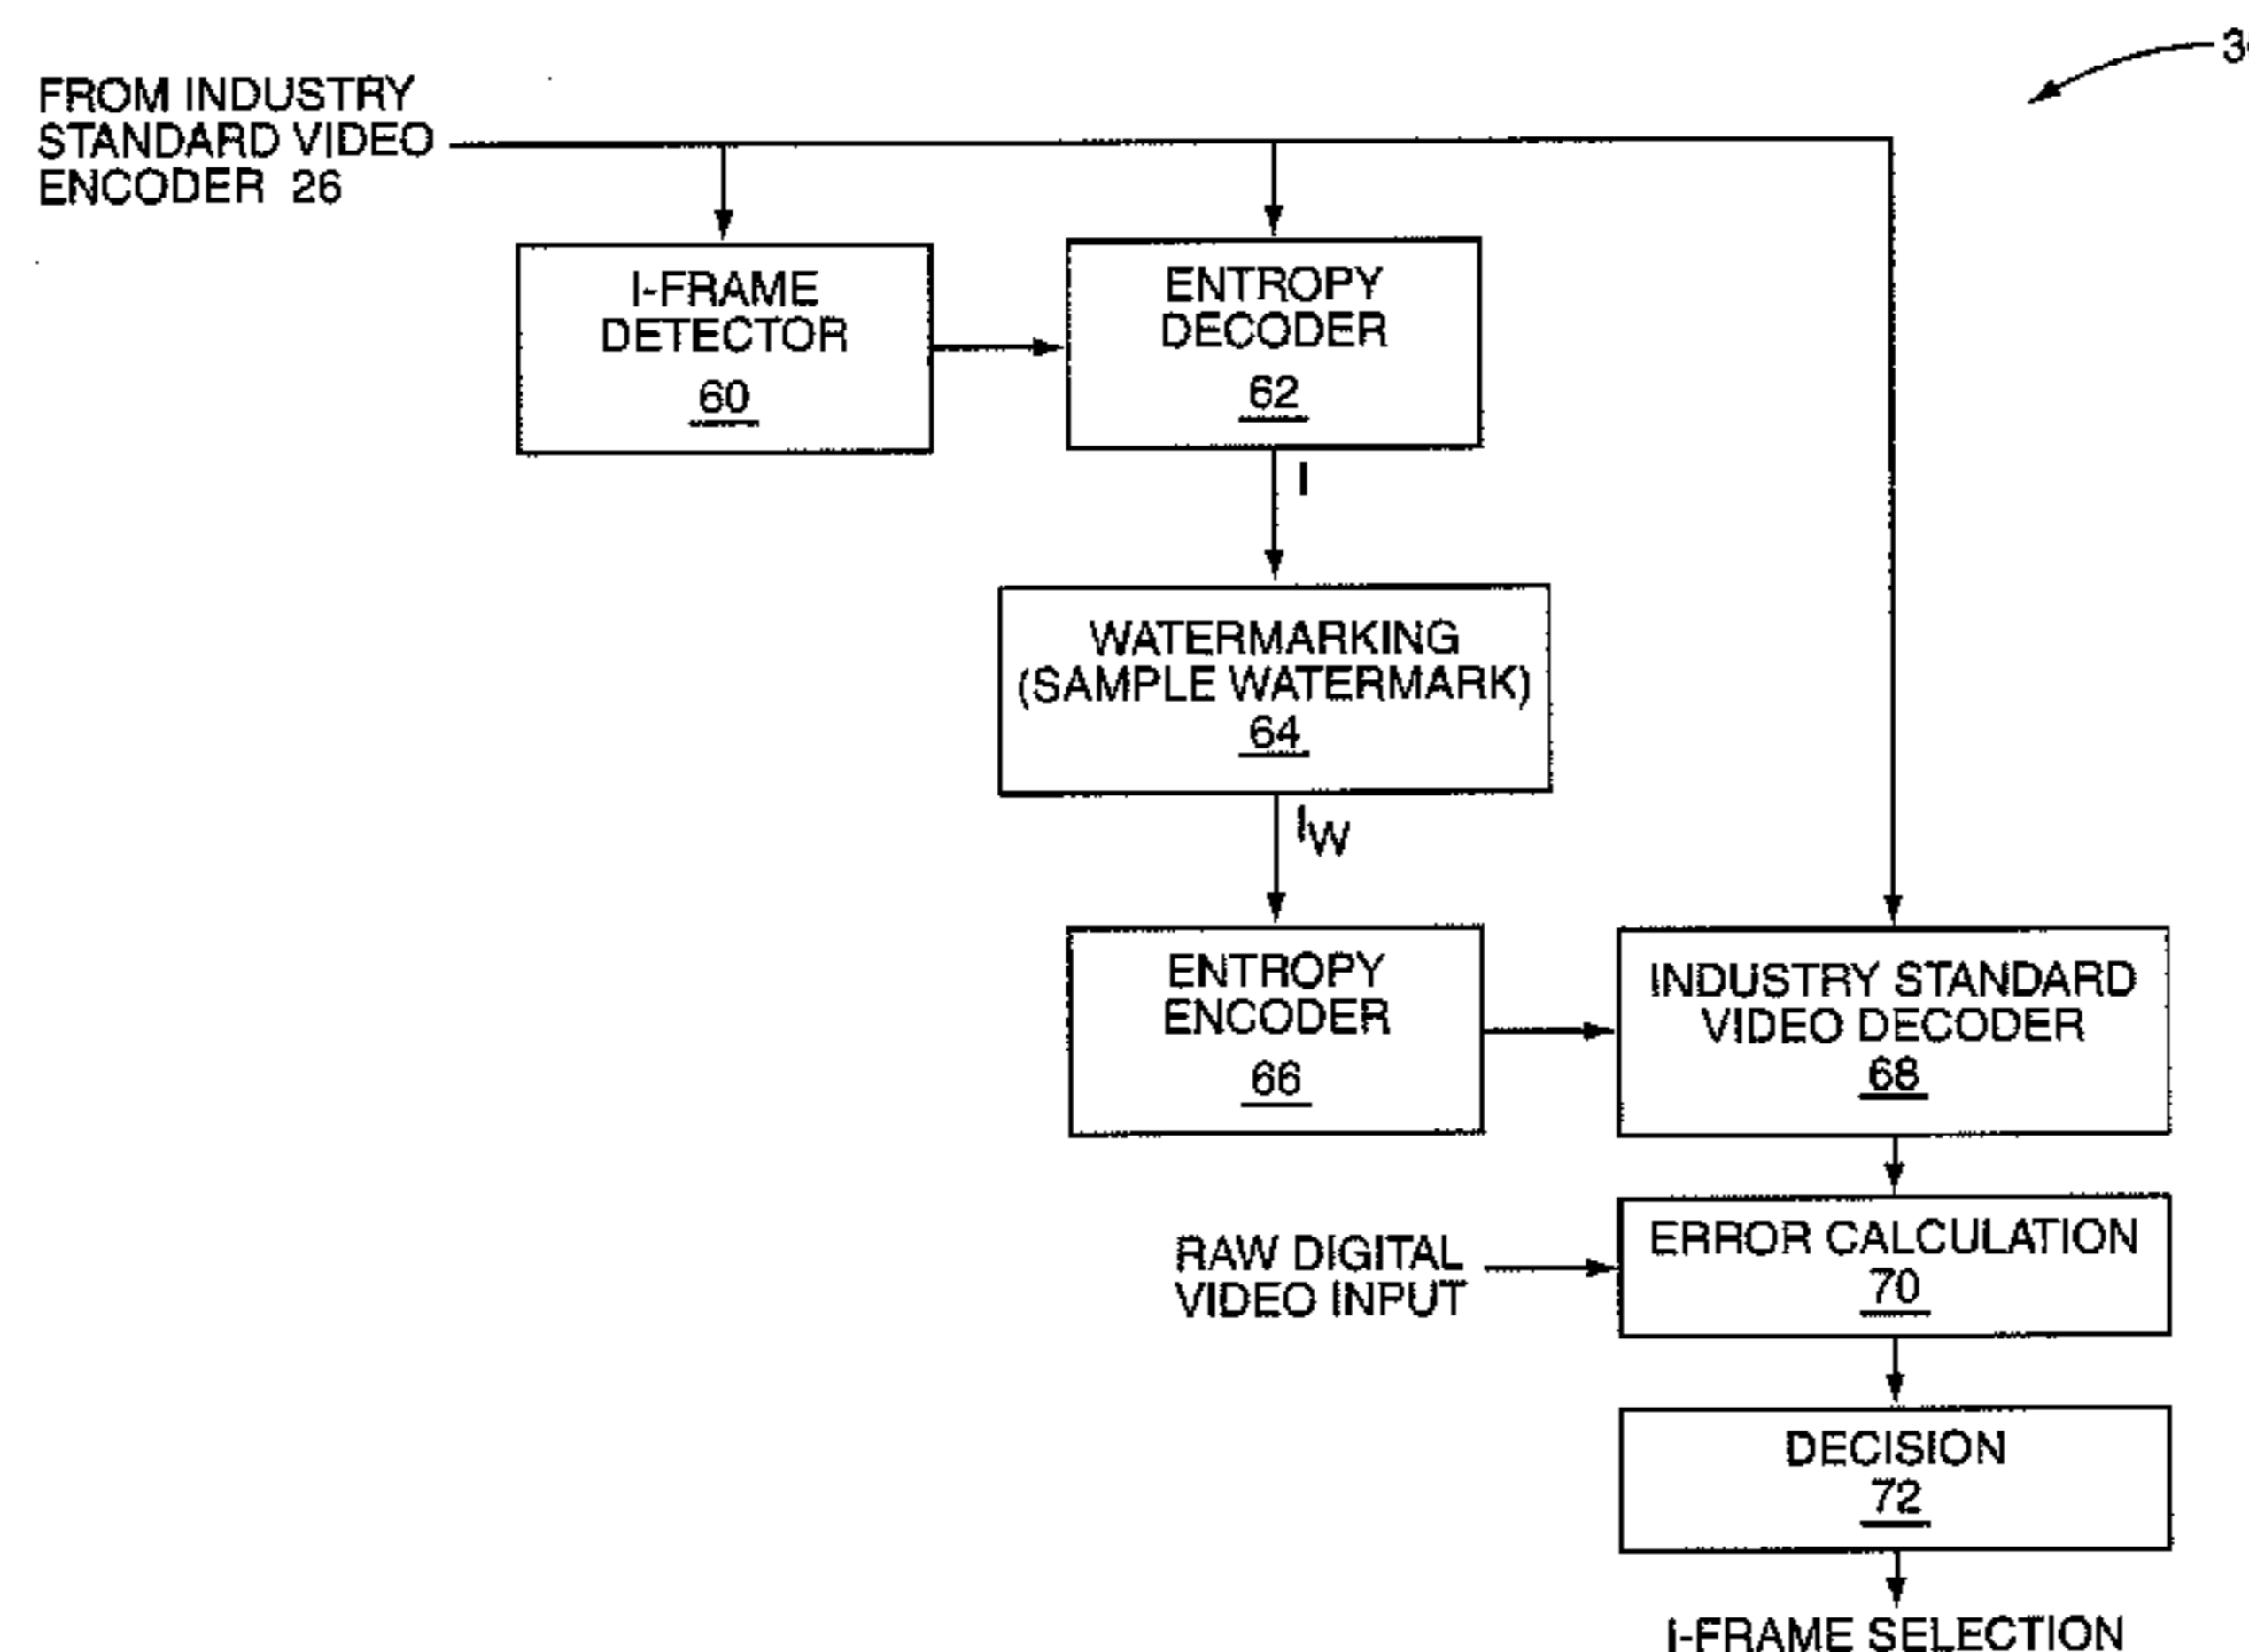 FROM INDUSTRY
STANDARD VIDEO
ENCODER 26
I-FRAME
DETECTOR
60
ENTROPY
DECODER
62
I
WATERMARKING
(SAMPLE WATERMARK)
64
IW
ENTROPY
ENCODER
66
INDUSTRY STANDARD
VIDEO DECODER
68
RAW DIGITAL
VIDEO INPUT
ERROR CALCULATION
70
DECISION
72
I-FRAME SELECTION